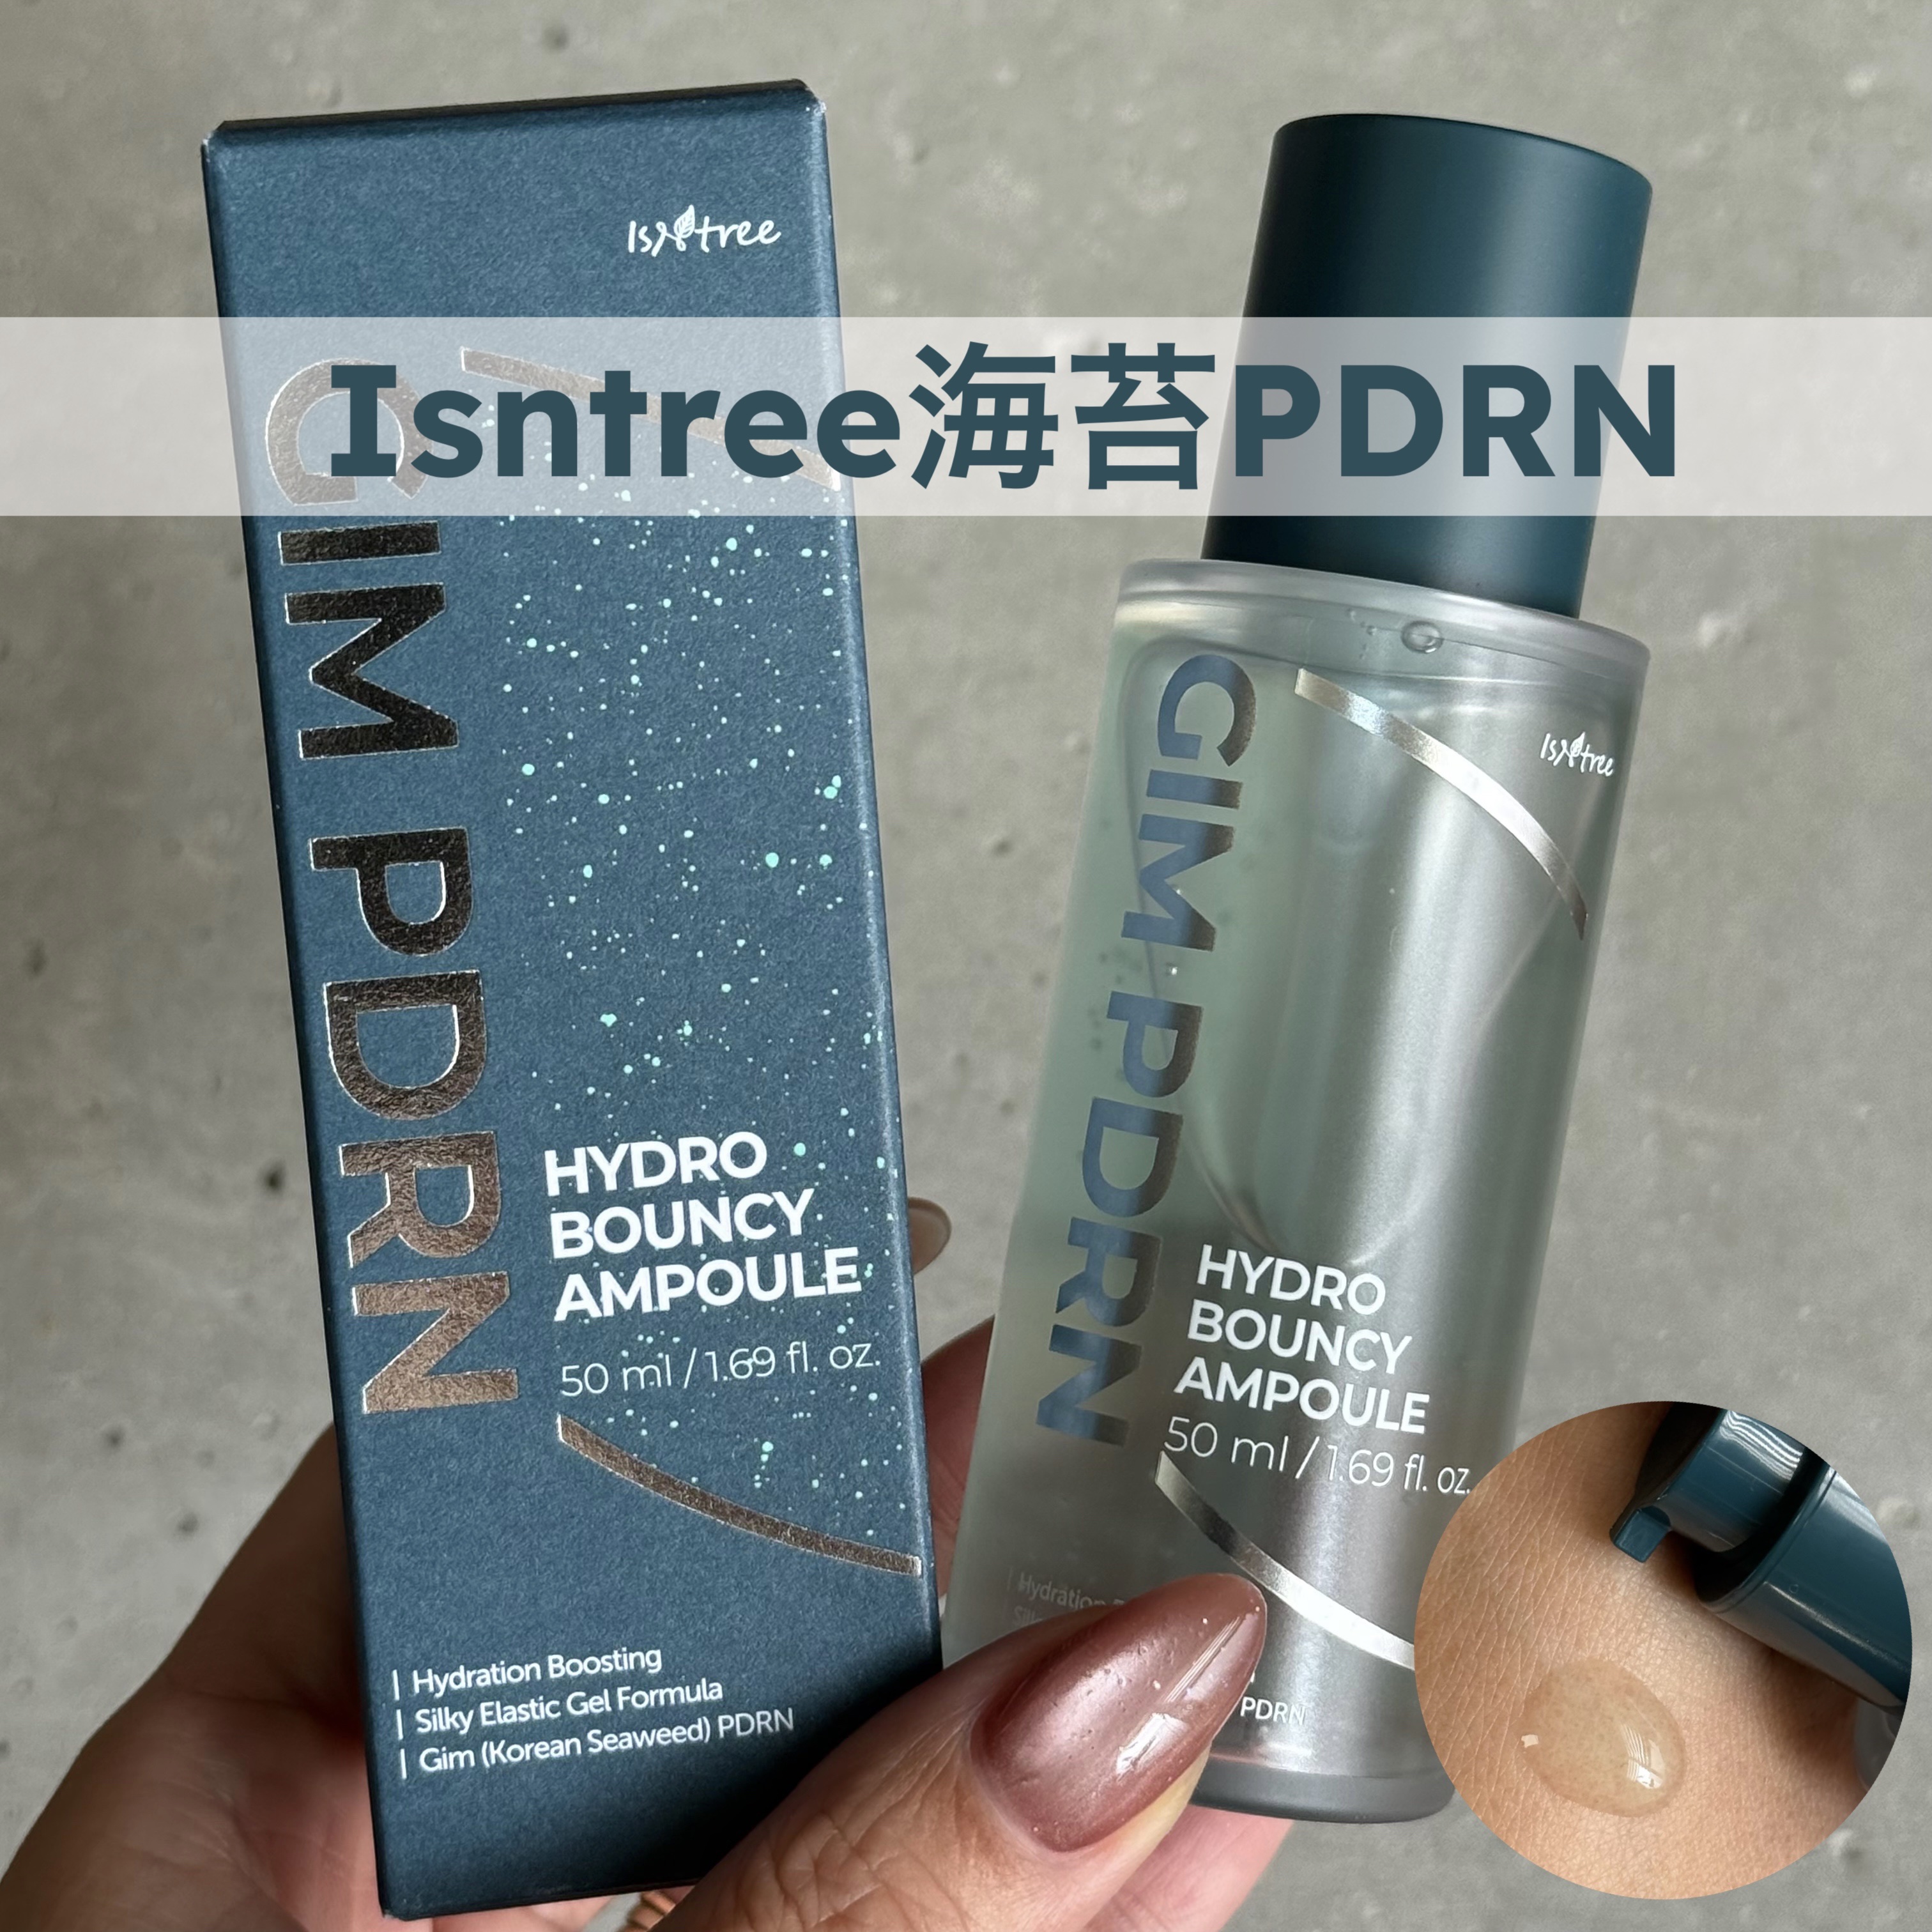 Isntree
Isntree海苔PDRN
GIM PDRN
HYDRO
BOUNCY
AMPOULE
50 ml / 1.69 fl. oz.
Hydration Boosting
Silky Elastic Gel Formula
Gim (Korean Seaweed) PDRN
Isntree
GIM PDRN
HYDRO
BOUNCY
AMPOULE
50 ml / 1.69 fl. oz.
Hydration
PDRN